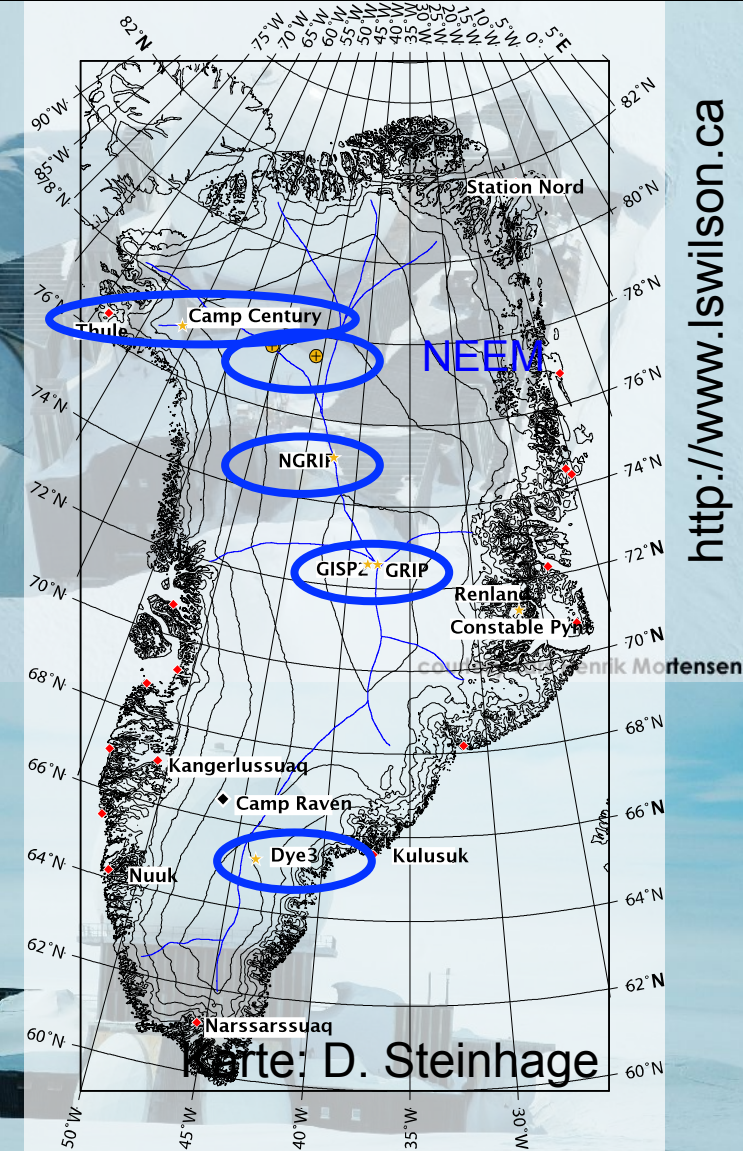 82°N
75°W
70°W
65°W
60°W
55°W
50°W
45°W
40°W
35°W
30°W
25°W
20°W
15°W
10°W
5°W
0°
5°E
90°W
85°W
78°N
82°N
80°N
Station Nord
78°N
76°N
Thule
Camp Century
NEEM
76°N
74°N
NGRIP
74°N
72°N
GISP2
GRIP
72°N
70°N
Renland
Constable Pynt
70°N
68°N
courtesy
Henrik Mortensen
68°N
66°N
Kangerlussuaq
Camp Raven
66°N
64°N
Dye3
Kulusuk
Nuuk
64°N
62°N
62°N
60°N
Narssarssuaq
Karte: D. Steinhage
60°N
50°W
45°W
40°W
35°W
30°W
http://www.lswilson.ca